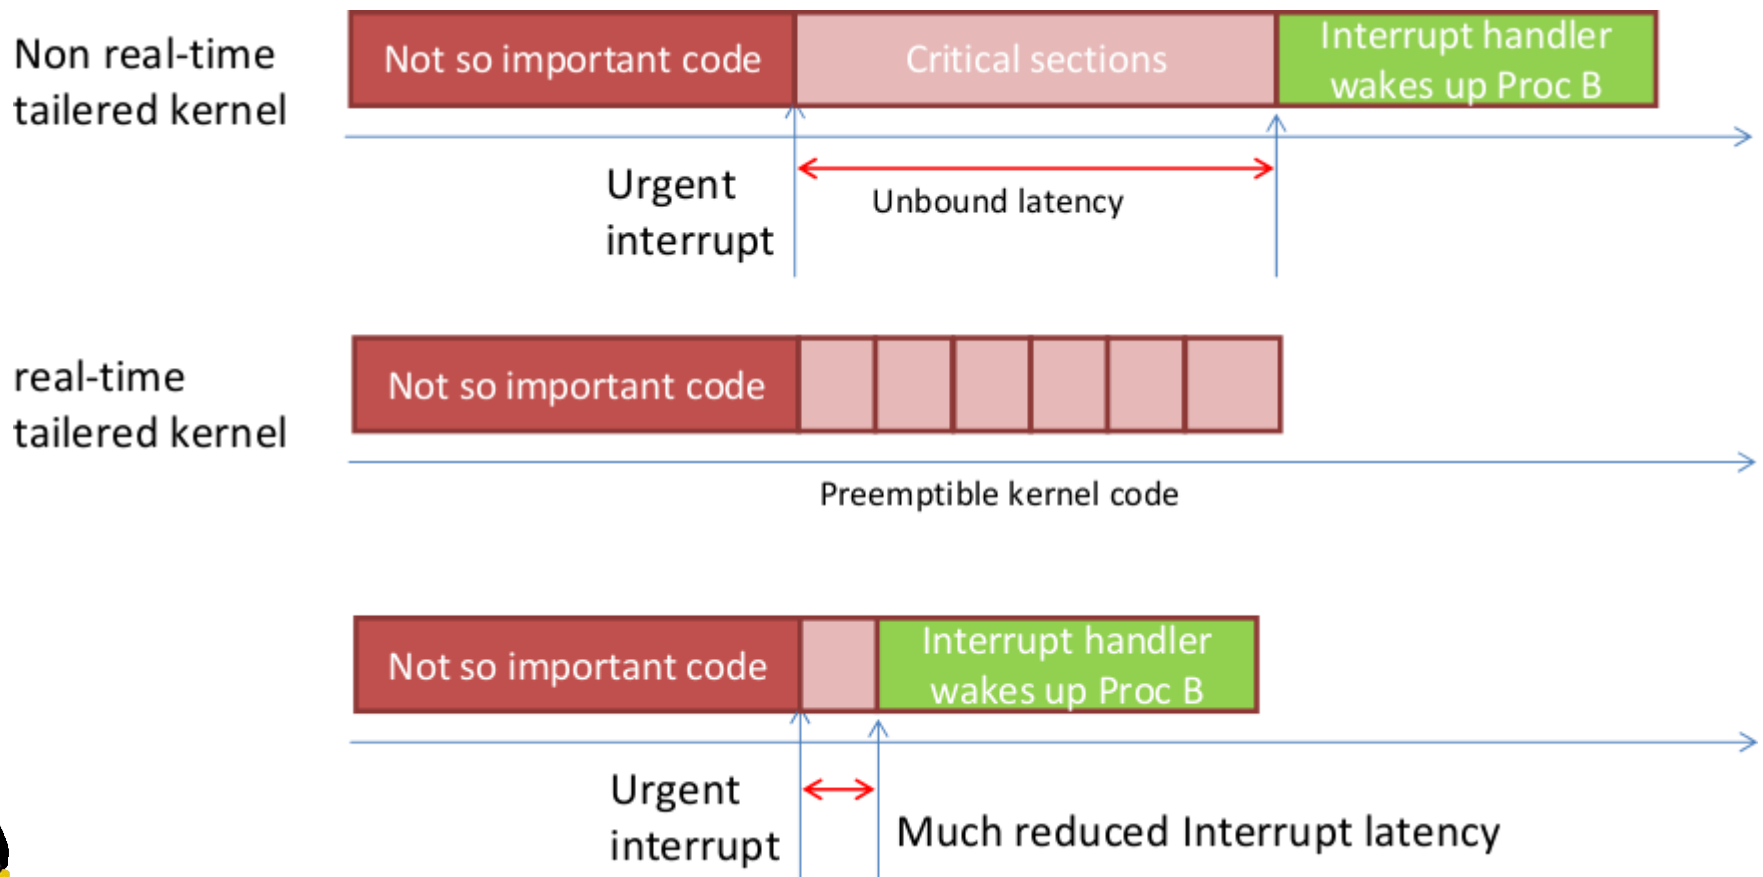 Non real-time
tailered kernel
Not so important code
Critical sections
Interrupt handler
wakes up Proc B
Urgent
interrupt
Unbound latency
real-time
tailered kernel
Not so important code
Preemptible kernel code
Not so important code
Interrupt handler
wakes up Proc B
Urgent
interrupt
Much reduced Interrupt latency